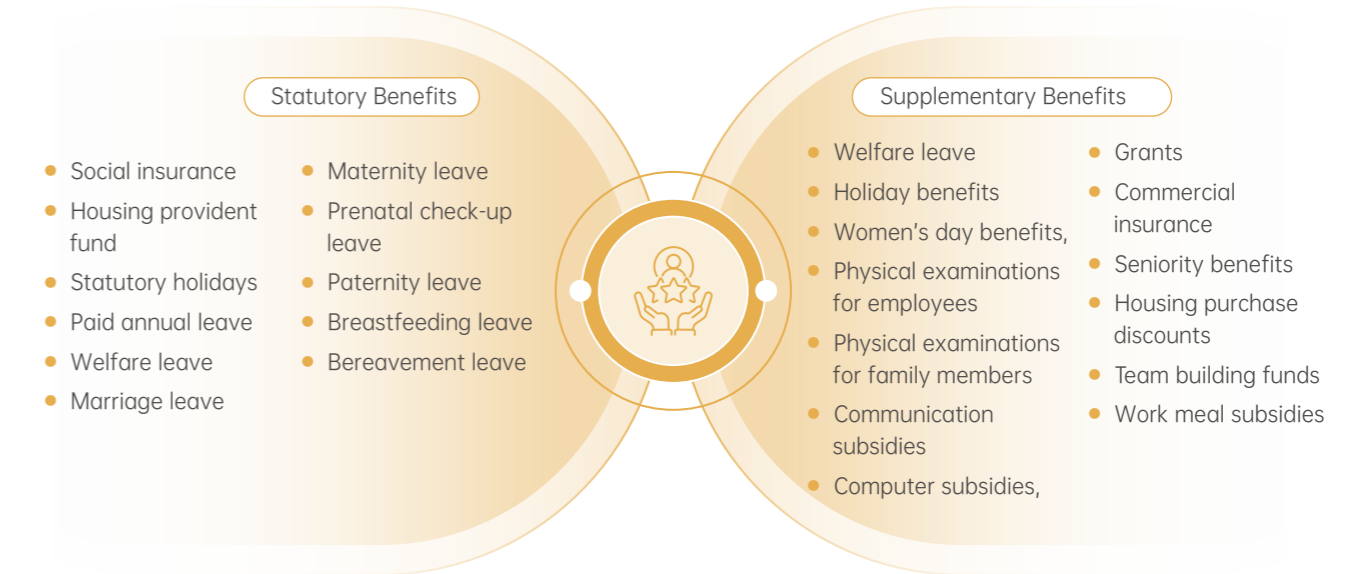 Statutory Benefits
Social insurance
Housing provident
fund
Statutory holidays
Paid annual leave
Welfare leave
Marriage leave
Maternity leave
Prenatal check-up
leave
Paternity leave
Breastfeeding leave
Bereavement leave
Supplementary Benefits
Welfare leave
Holiday benefits
Women's day benefits,
Physical examinations
for employees
Physical examinations
for family members
Communication
subsidies
Computer subsidies,
Grants
Commercial
insurance
Seniority benefits
Housing purchase
discounts
Team building funds
Work meal subsidies